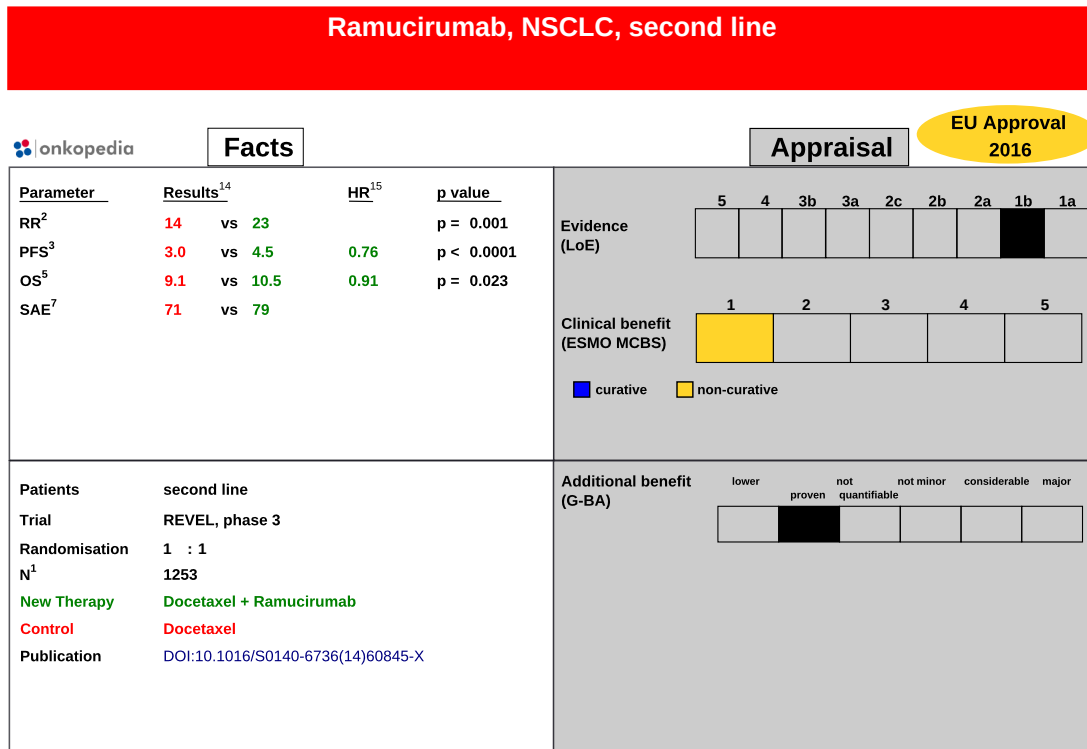 Ramucirumab, NSCLC, second line
onkopedia
Facts
Appraisal
EU Approval
2016
Parameter Results14 HR15 p value
RR2 14 vs 23 p = 0.001
PFS3 3.0 vs 4.5 0.76 p < 0.0001
OS5 9.1 vs 10.5 0.91 p = 0.023
SAE7 71 vs 79
5 4 3b 3a 2c 2b 2a 1b 1a
Evidence
(LoE)
1 2 3 4 5
Clinical benefit
(ESMO MCBS)
curative non-curative
Patients second line
Trial REVEL, phase 3
Randomisation 1 : 1
N1 1253
New Therapy Docetaxel + Ramucirumab
Control Docetaxel
Publication DOI:10.1016/S0140-6736(14)60845-X
Additional benefit
(G-BA)
lower not not minor considerable major
proven quantifiable